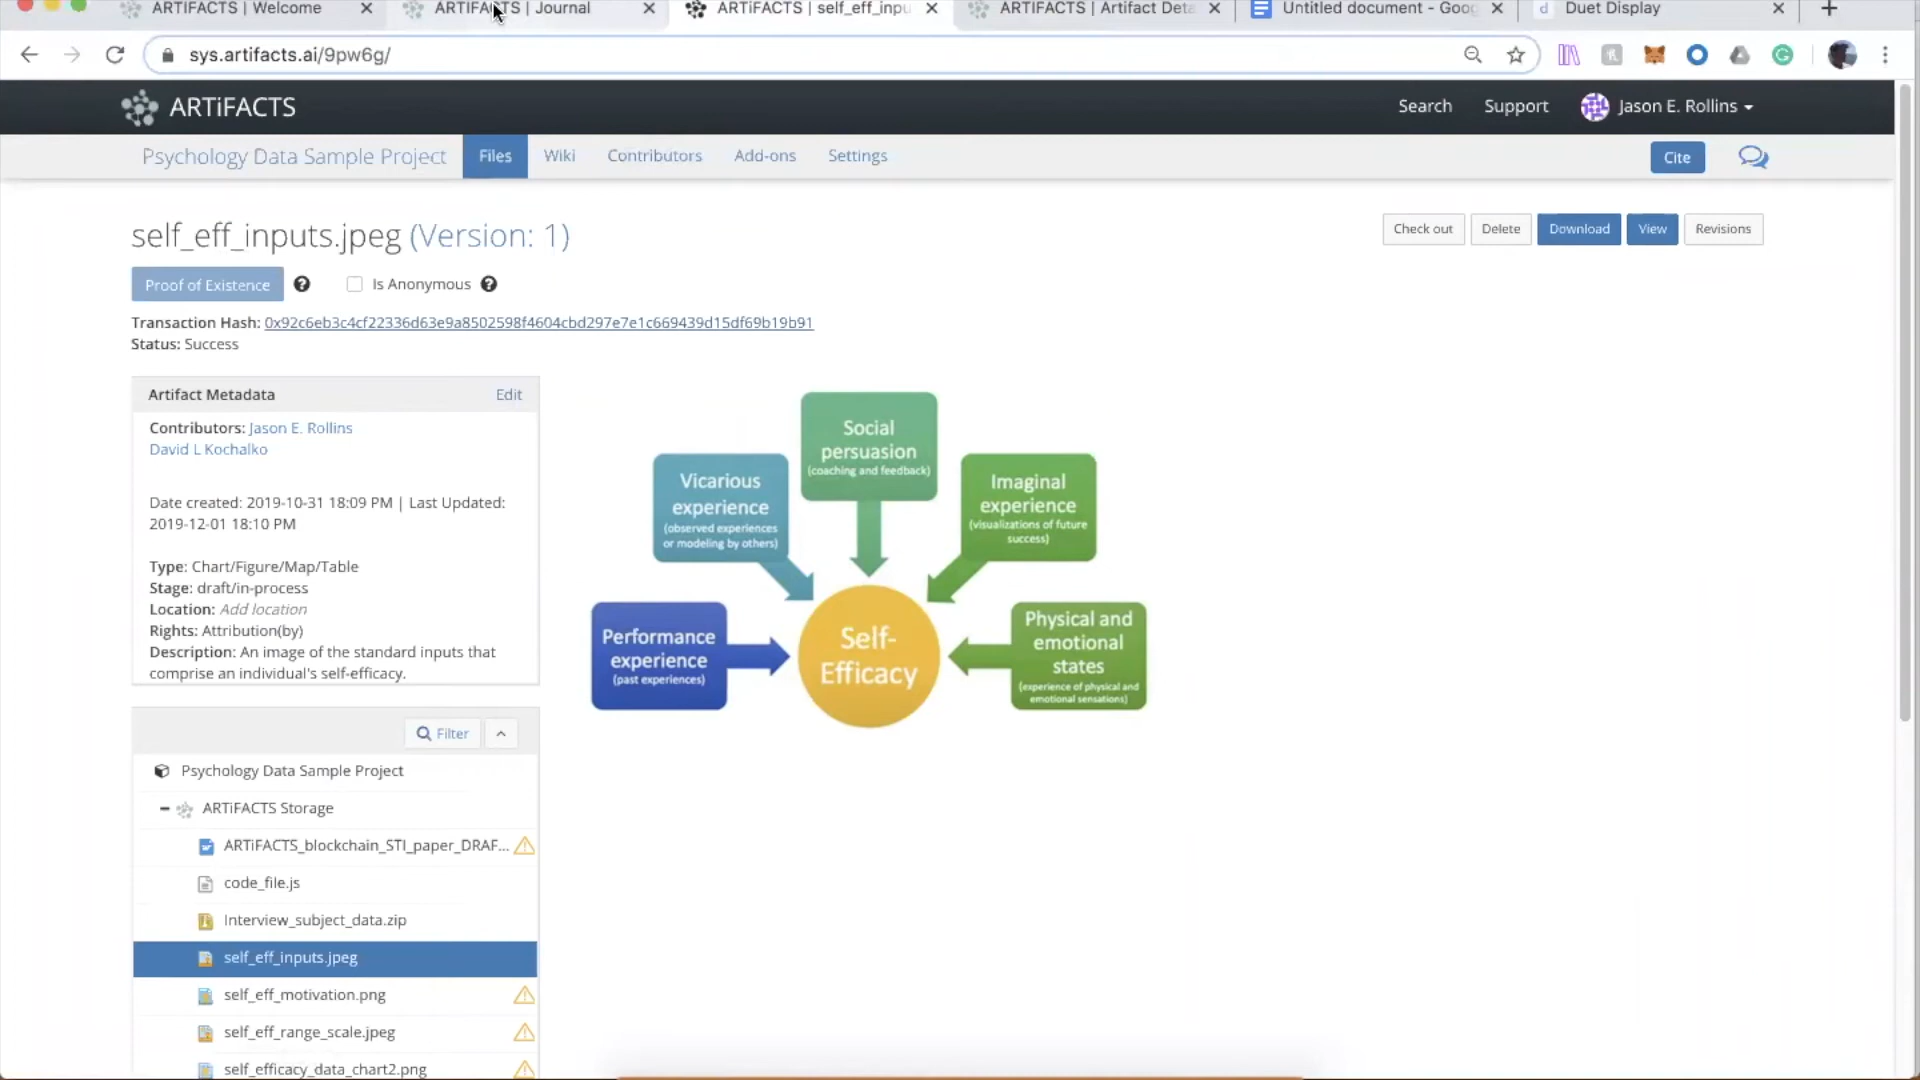 ARTiFACTS | Welcome
ARTiFACTS | Journal
ARTiFACTS | self_eff_inpu
ARTiFACTS | Artifact Deta
Untitled document - Goog
Duet Display
sys.artifacts.ai/9pw6g/
ARTiFACTS
Search
Support
Jason E. Rollins
Psychology Data Sample Project
Files
Wiki
Contributors
Add-ons
Settings
Cite
self_eff_inputs.jpeg (Version: 1)
Check out
Delete
Download
View
Revisions
Proof of Existence
Is Anonymous
Transaction Hash: 0x92c6eb3c4cf22336d63e9a8502598f4604cbd297e7e1c669439d15df69b19b91
Status: Success
Artifact Metadata
Edit
Contributors: Jason E. Rollins
David L Kochalko
Date created: 2019-10-31 18:09 PM | Last Updated:
2019-12-01 18:10 PM
Type: Chart/Figure/Map/Table
Stage: draft/in-process
Location: Add location
Rights: Attribution(by)
Description: An image of the standard inputs that
comprise an individual's self-efficacy.
Social
persuasion
(coaching and feedback)
Vicarious
experience
(observed experiences
or modeling by others)
Imaginal
experience
(visualizations of future
success)
Performance
experience
(past experiences)
Self-
Efficacy
Physical and
emotional
states
(experience of physical and
emotional sensations)
Filter
Psychology Data Sample Project
ARTiFACTS Storage
ARTiFACTS_blockchain_STI_paper_DRAF...
code_file.js
Interview_subject_data.zip
self_eff_inputs.jpeg
self_eff_motivation.png
self_eff_range_scale.jpeg
self_efficacy_data_chart2.png